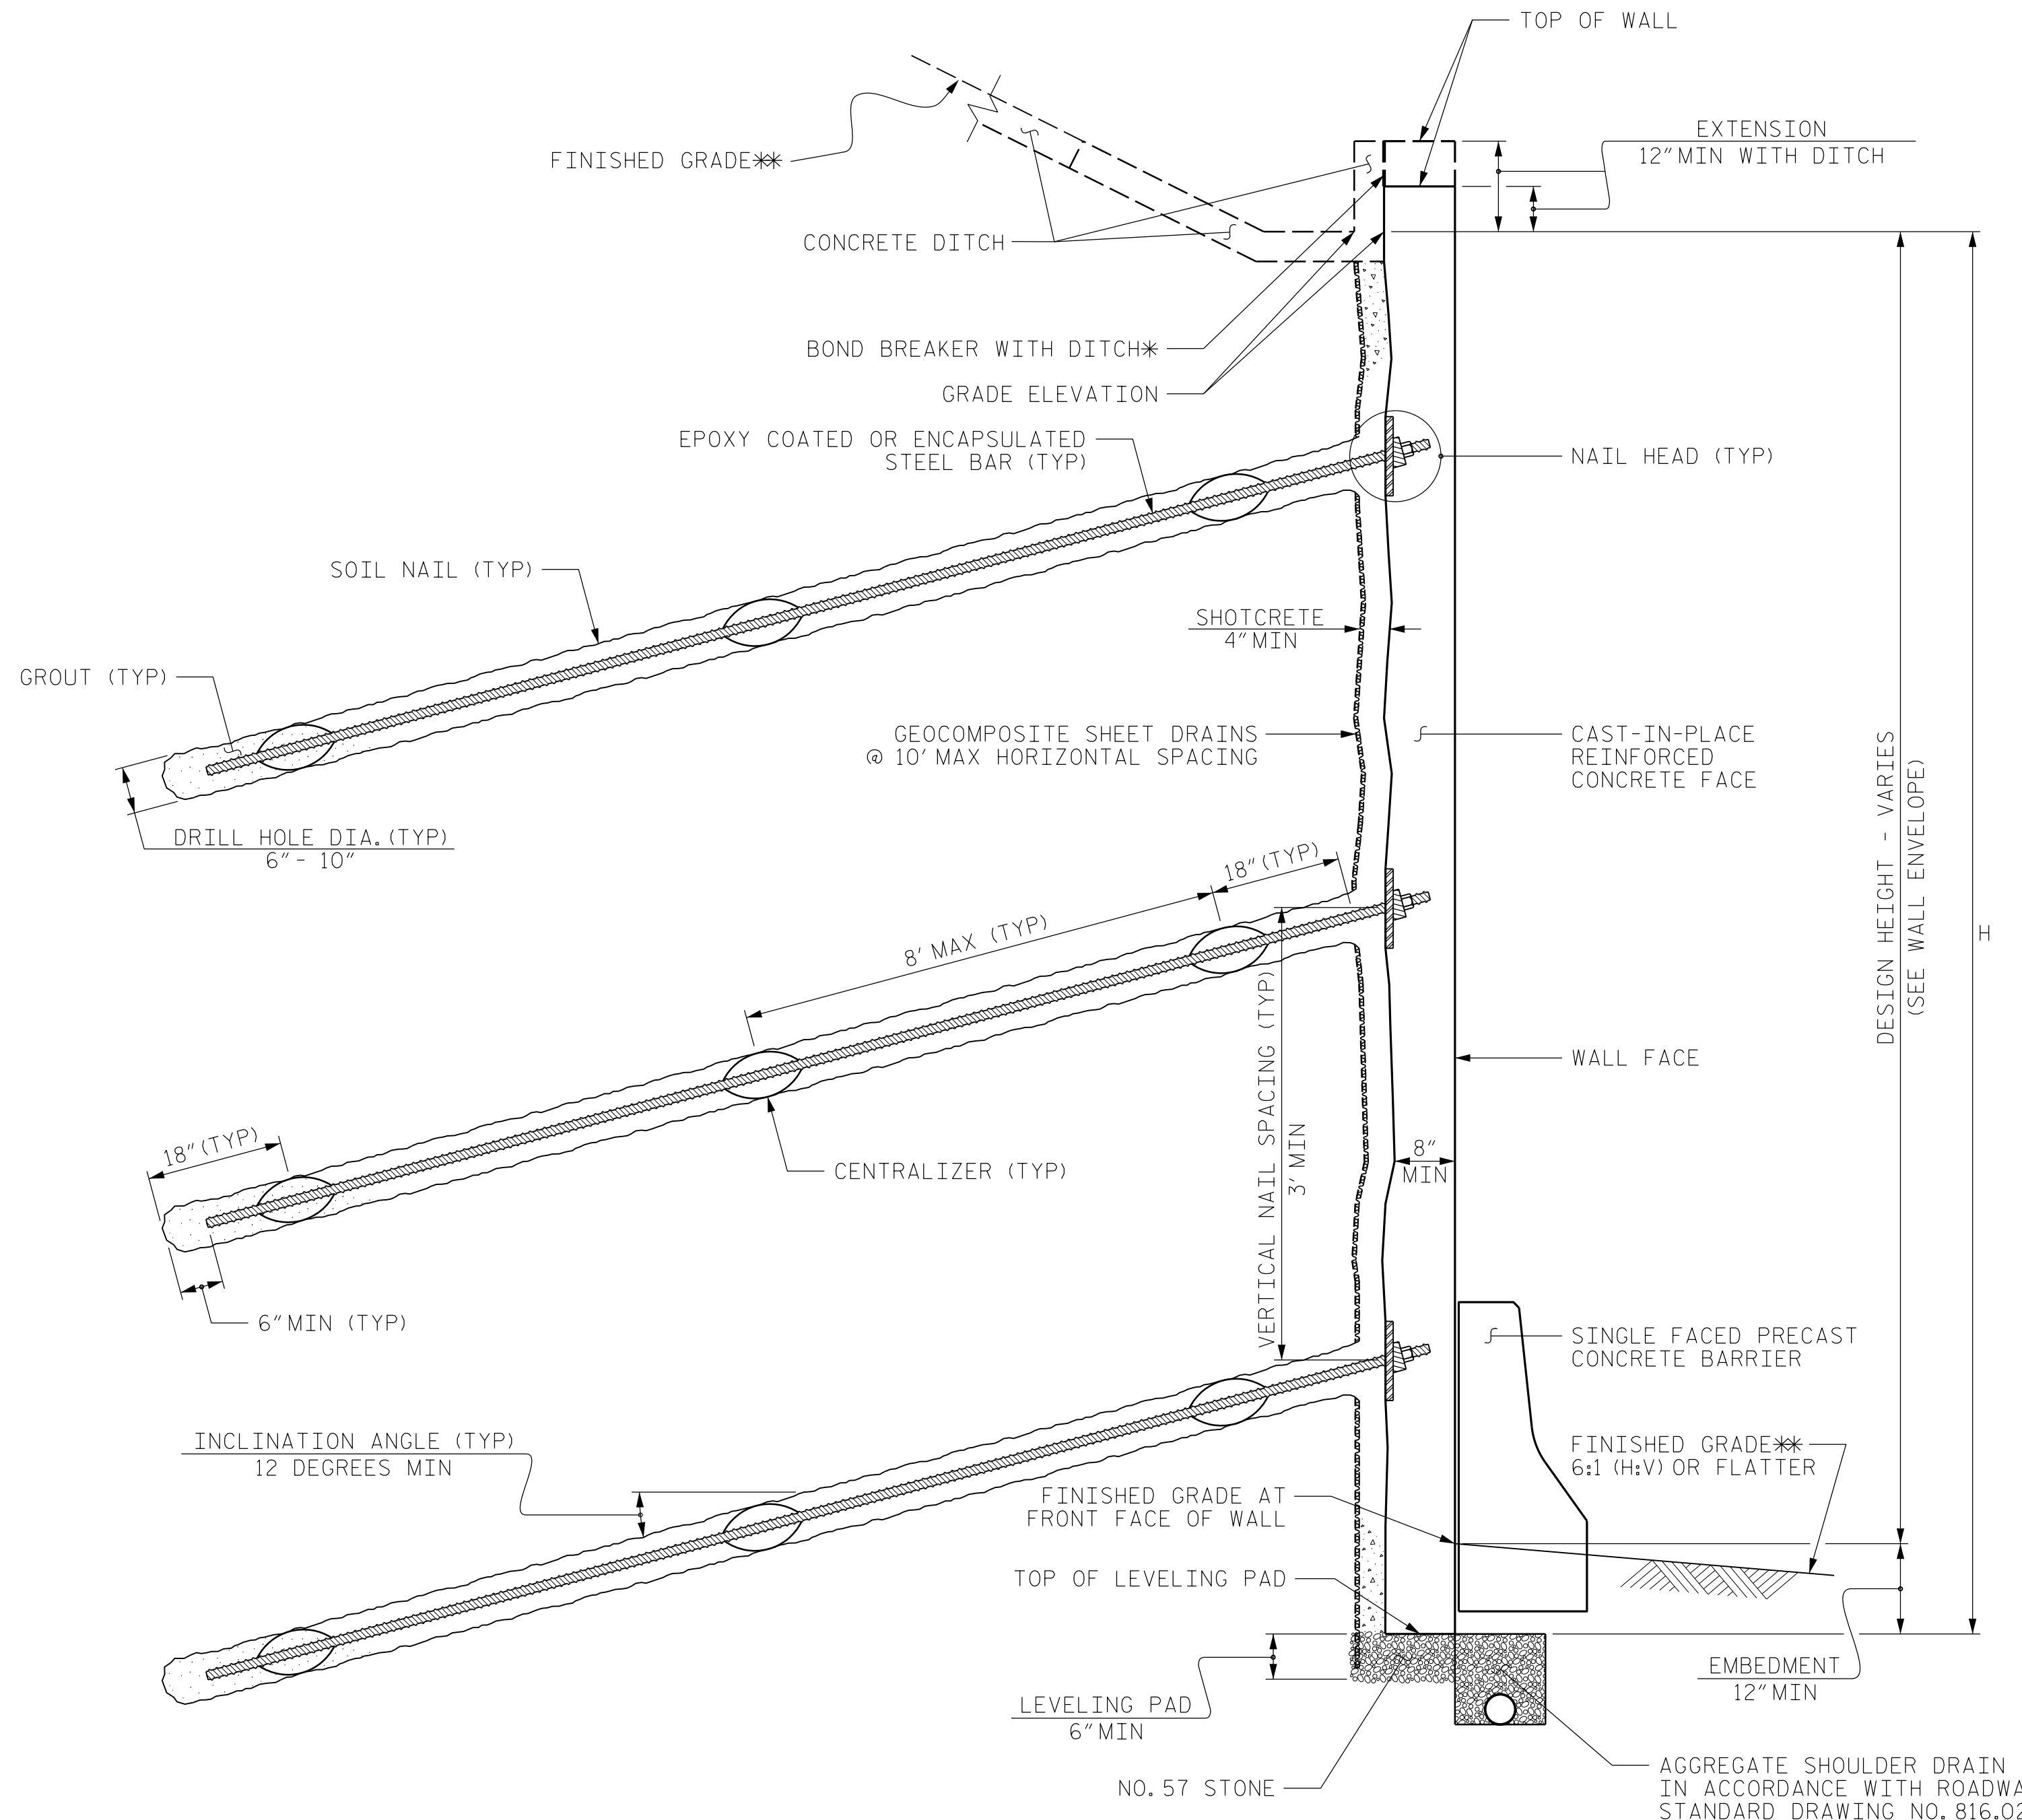 TOP OF WALL
EXTENSION
12" MIN WITH DITCH
FINISHED GRADE**
CONCRETE DITCH
BOND BREAKER WITH DITCH*
GRADE ELEVATION
EPOXY COATED OR ENCAPSULATED
STEEL BAR (TYP)
NAIL HEAD (TYP)
SOIL NAIL (TYP)
SHOTCRETE
4" MIN
GROUT (TYP)
GEOCOMPOSITE SHEET DRAINS
@ 10' MAX HORIZONTAL SPACING
CAST-IN-PLACE
REINFORCED
CONCRETE FACE
DESIGN HEIGHT - VARIES
(SEE WALL ENVELOPE)
H
DRILL HOLE DIA. (TYP)
6" - 10"
18" (TYP)
8' MAX (TYP)
VERTICAL NAIL SPACING (TYP)
3' MIN
WALL FACE
8"
MIN
18" (TYP)
CENTRALIZER (TYP)
6" MIN (TYP)
SINGLE FACED PRECAST
CONCRETE BARRIER
INCLINATION ANGLE (TYP)
12 DEGREES MIN
FINISHED GRADE**
6:1 (H:V) OR FLATTER
FINISHED GRADE AT
FRONT FACE OF WALL
TOP OF LEVELING PAD
EMBEDMENT
12" MIN
LEVELING PAD
6" MIN
NO. 57 STONE
AGGREGATE SHOULDER DRAIN
IN ACCORDANCE WITH ROADWA
STANDARD DRAWING NO. 816.02